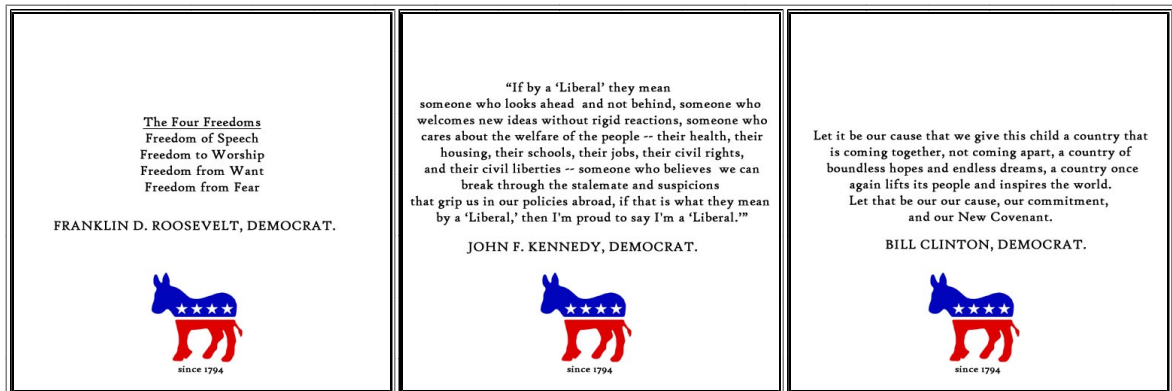 The Four Freedoms
Freedom of Speech
Freedom to Worship
Freedom from Want
Freedom from Fear
FRANKLIN D. ROOSEVELT, DEMOCRAT.
since 1794
“If by a ‘Liberal’ they mean
someone who looks ahead and not behind, someone who
welcomes new ideas without rigid reactions, someone who
cares about the welfare of the people -- their health, their
housing, their schools, their jobs, their civil rights,
and their civil liberties -- someone who believes we can
break through the stalemate and suspicions
that grip us in our policies abroad, if that is what they mean
by a ‘Liberal,’ then I'm proud to say I'm a ‘Liberal.’”
JOHN F. KENNEDY, DEMOCRAT.
since 1794
Let it be our cause that we give this child a country that
is coming together, not coming apart, a country of
boundless hopes and endless dreams, a country once
again lifts its people and inspires the world.
Let that be our our cause, our commitment,
and our New Covenant.
BILL CLINTON, DEMOCRAT.
since 1794